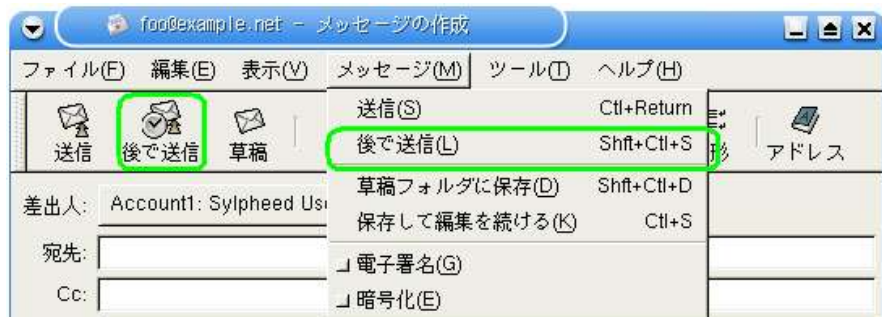 foo@example.net - メッセージの作成
ファイル(F) 編集(E) 表示(V) メッセージ(M) ツール(T) ヘルプ(H)
送信 後で送信 草稿
送信(S) Ctl+Return
後で送信(L) Shft+Ctl+S
草稿フォルダに保存(D) Shft+Ctl+D
保存して編集を続ける(K) Ctl+S
電子署名(G)
暗号化(E)
形 アドレス
差出人: Account1: Sylpheed Use
宛先:
Cc: